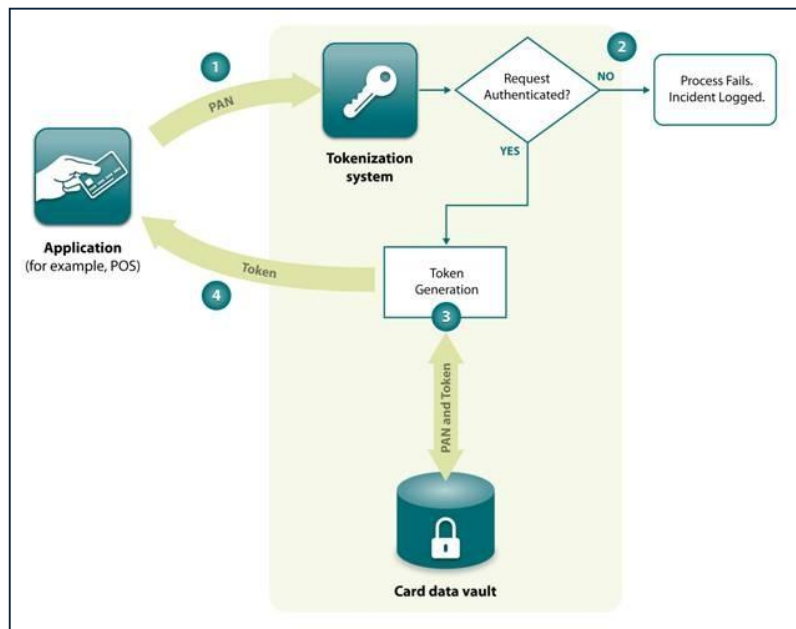 1
PAN
Tokenization
system
Request
Authenticated?
2
NO
Process Fails.
Incident Logged.
YES
Application
(for example, POS)
Token
4
Token
Generation
3
PAN and Token
Card data vault